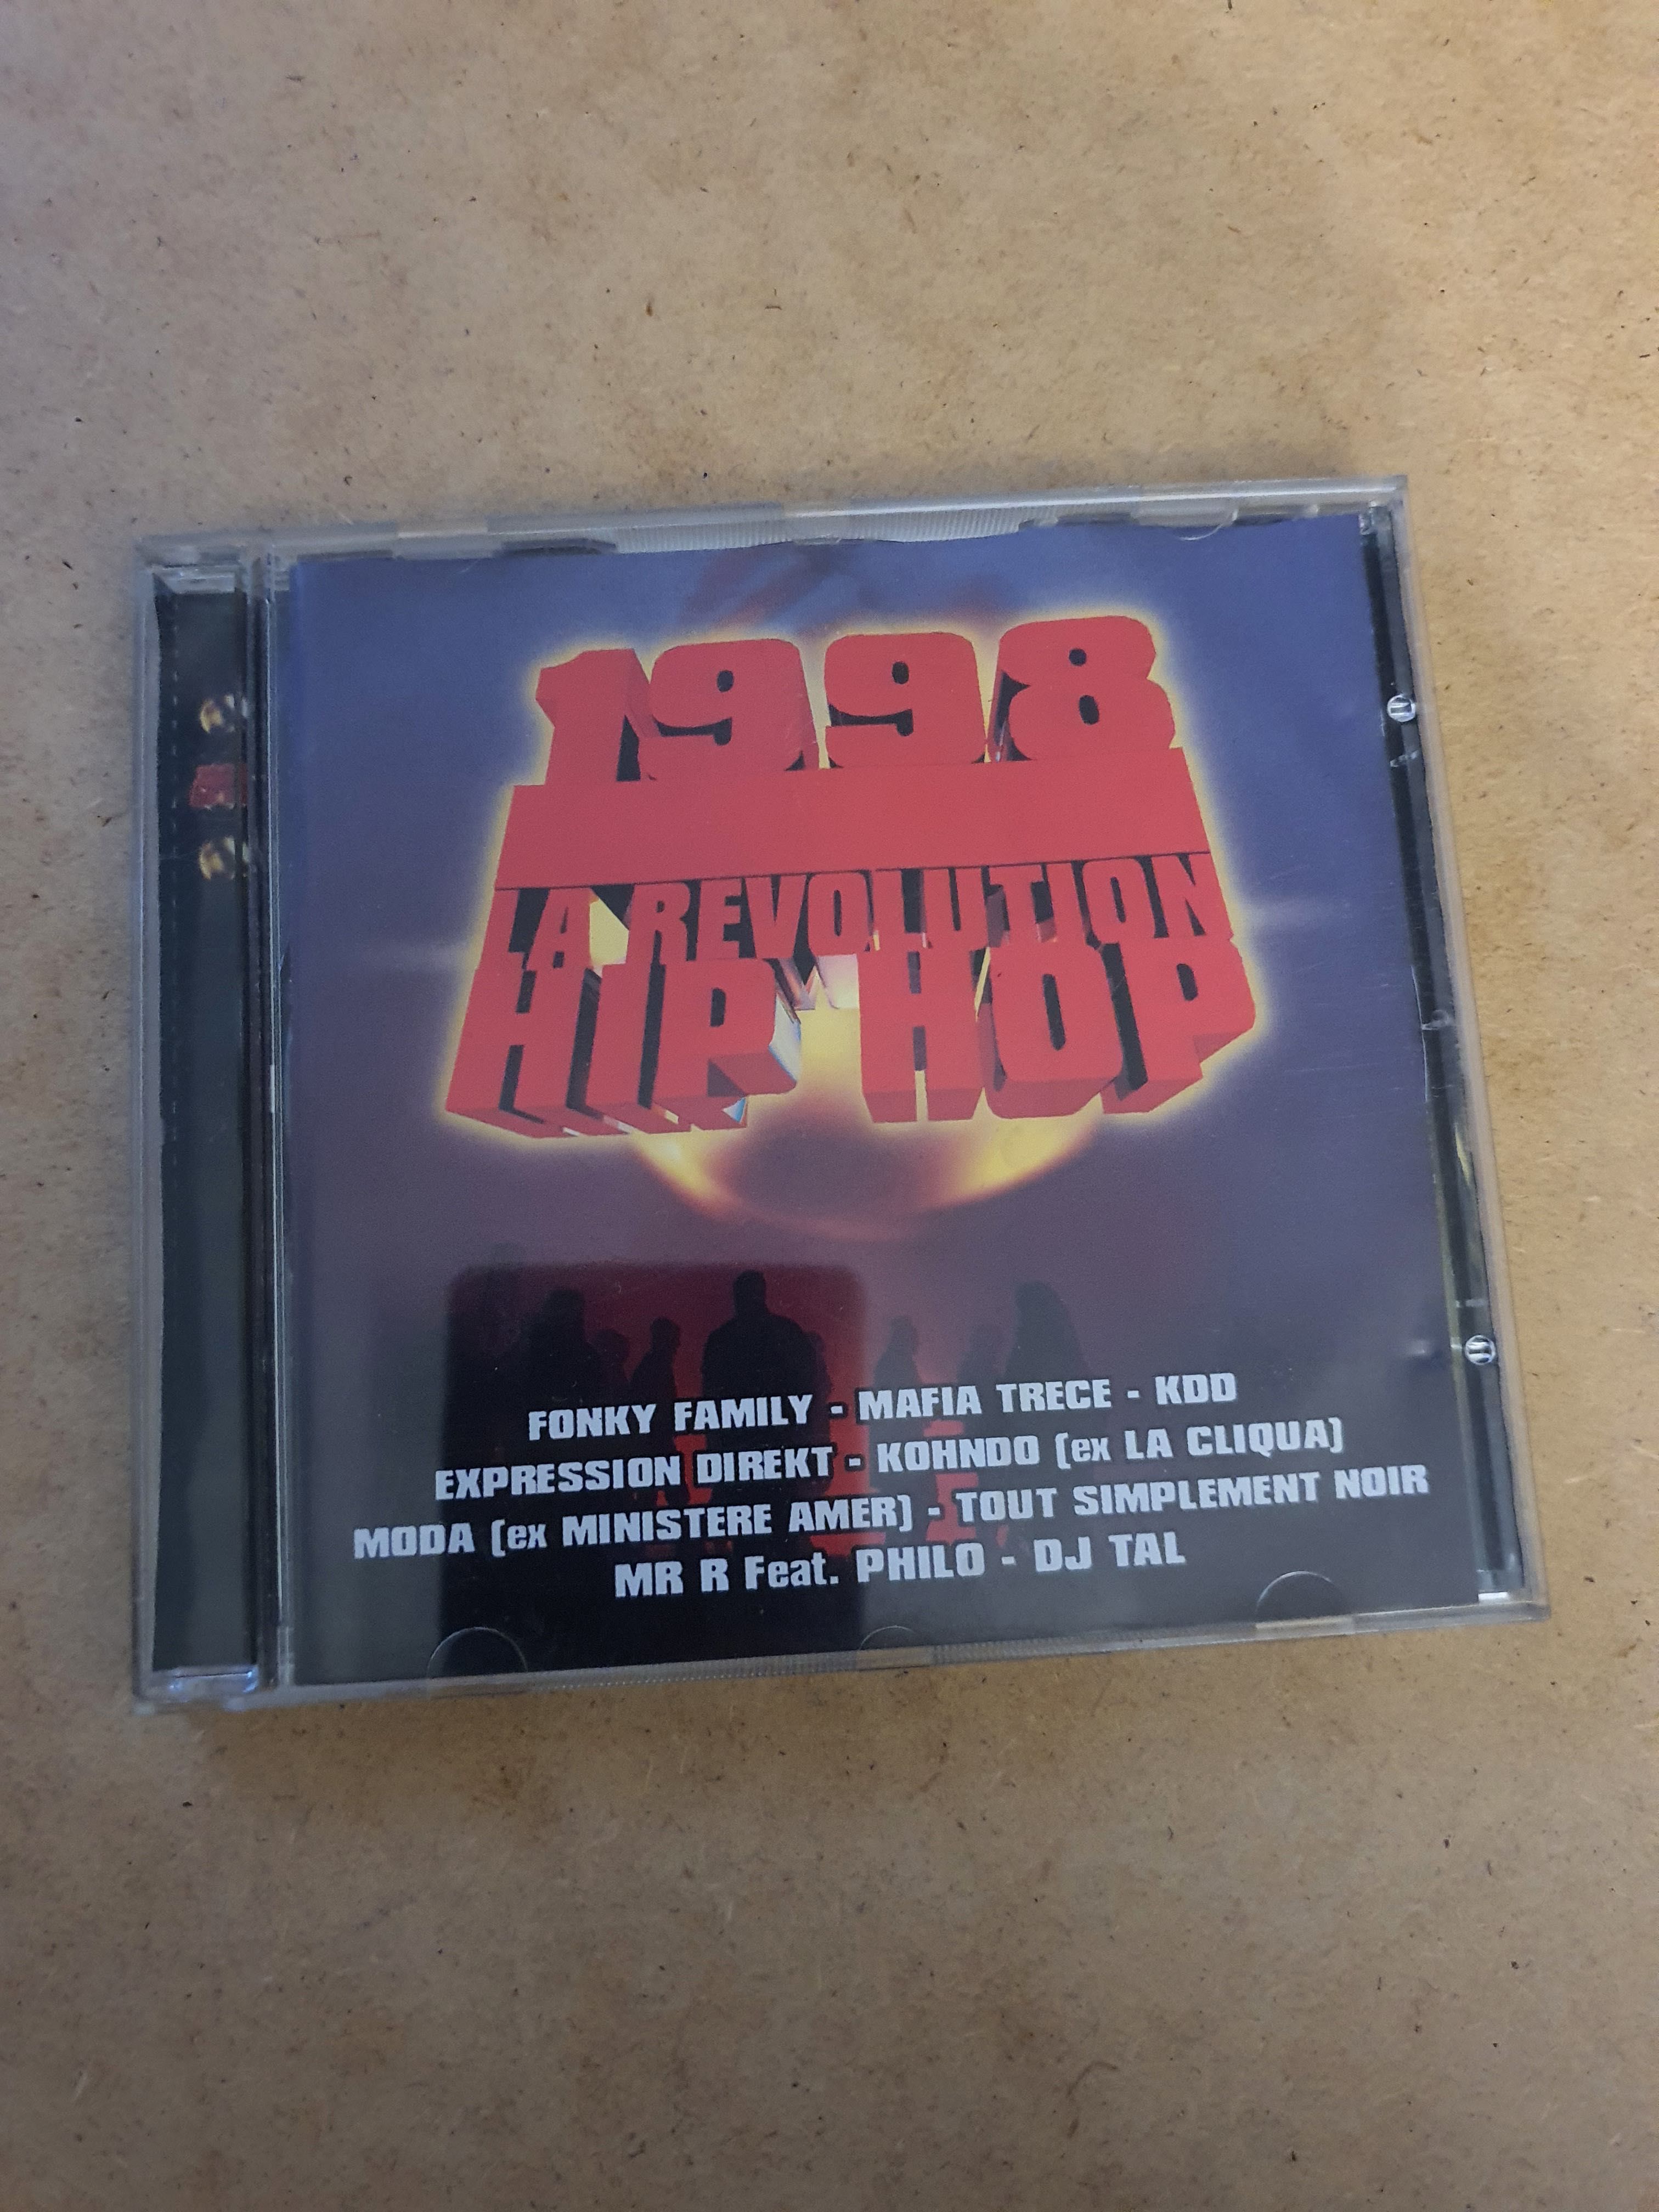 1998
LA REVOLUTION
HIP HOP
FONKY FAMILY - MAFIA TRECE - KDD
EXPRESSION DIREKT - KOHNDO (ex LA CLIQUA)
MODA (ex MINISTERE AMER) - TOUT SIMPLEMENT NOIR
MR R Feat. PHILO - DJ TAL